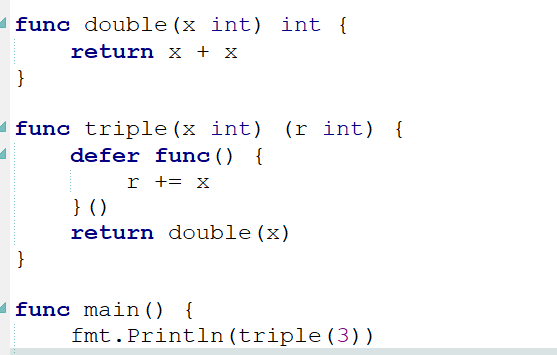 func double(x int) int {
    return x + x
}

func triple(x int) (r int) {
    defer func() {
        r += x
    }()
    return double(x)
}

func main() {
    fmt.Println(triple(3))